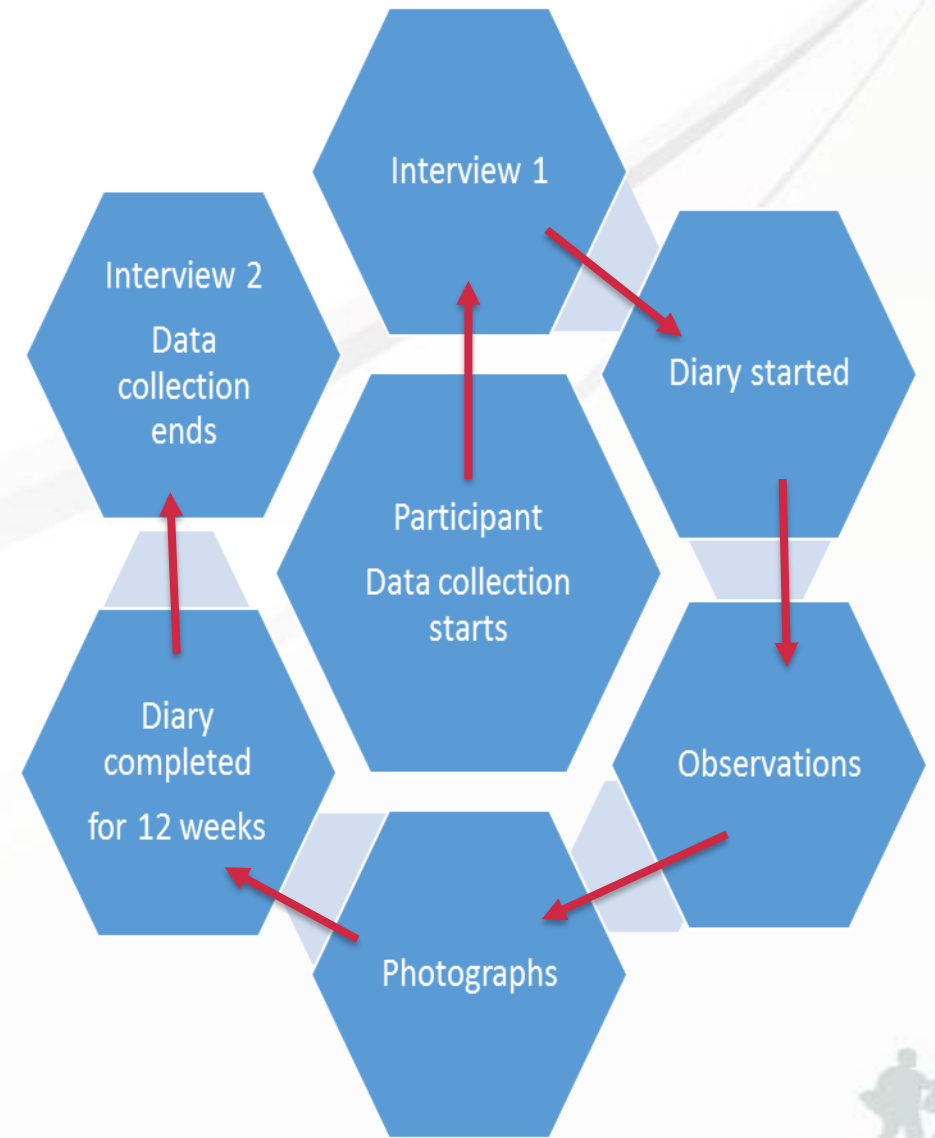 Interview 1
Interview 2
Data
collection
ends
Diary started
Participant
Data collection
starts
Diary
completed
for 12 weeks
Observations
Photographs